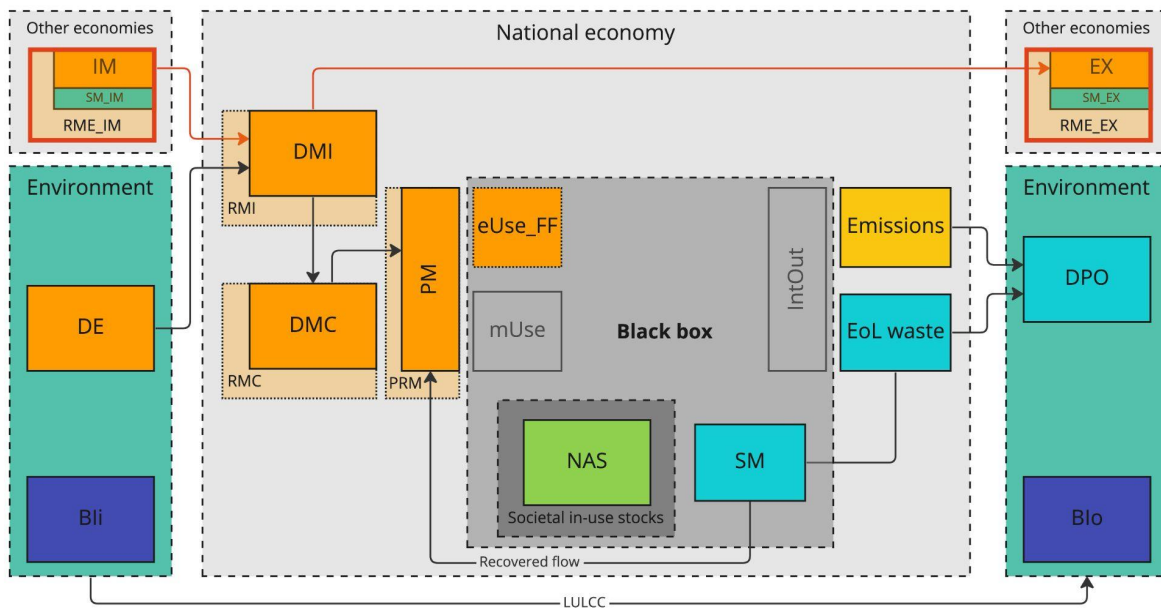 Other economies
IM
SM_IM
RME_IM
National economy
Other economies
EX
SM_EX
RME_EX
Environment
DE
BIi
DMI
RMI
DMC
RMC
PM
PRM
eUse_FF
mUse
Black box
IntOut
NAS
Societal in-use stocks
SM
Emissions
EoL waste
Environment
DPO
BIo
Recovered flow
LULCC